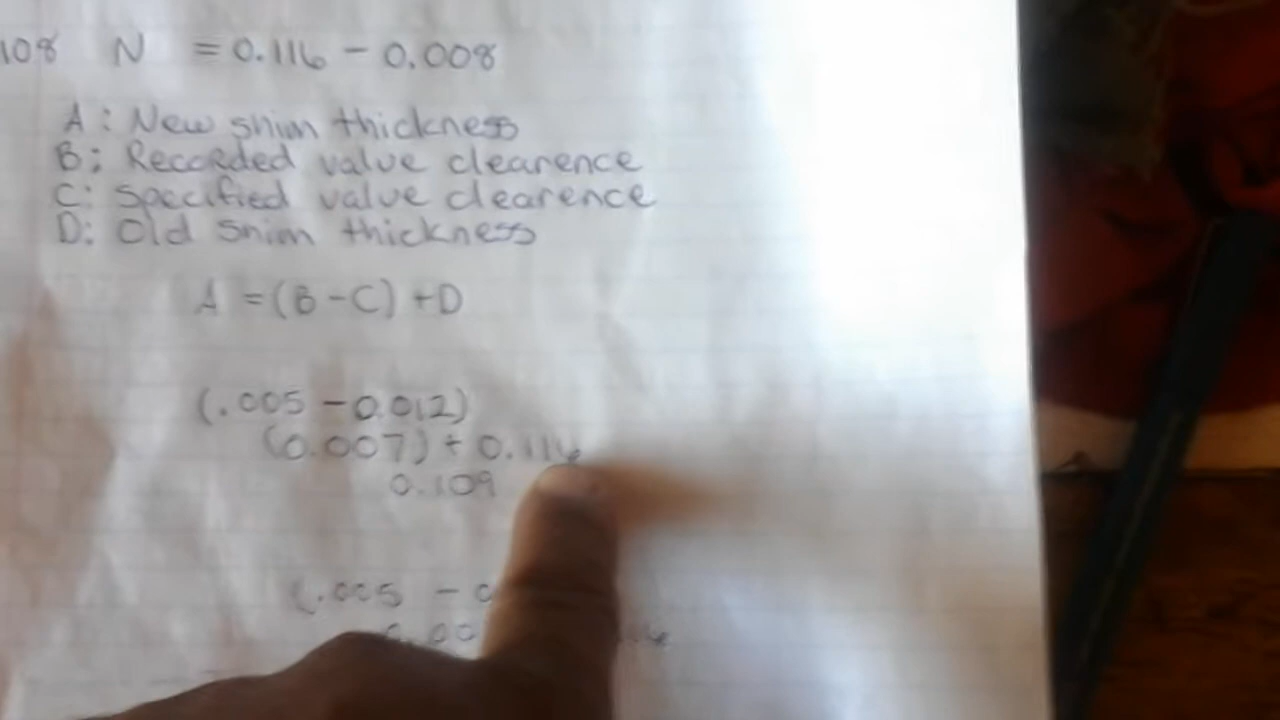 108 N = 0.116 - 0.008
A: New shim thickness
B: Recorded value clearence
C: Specified value clearence
D: Old shim thickness
A = (B-C) +D
(.005 - 0.012)
(0.007) + 0.116
0.109
(.005 -